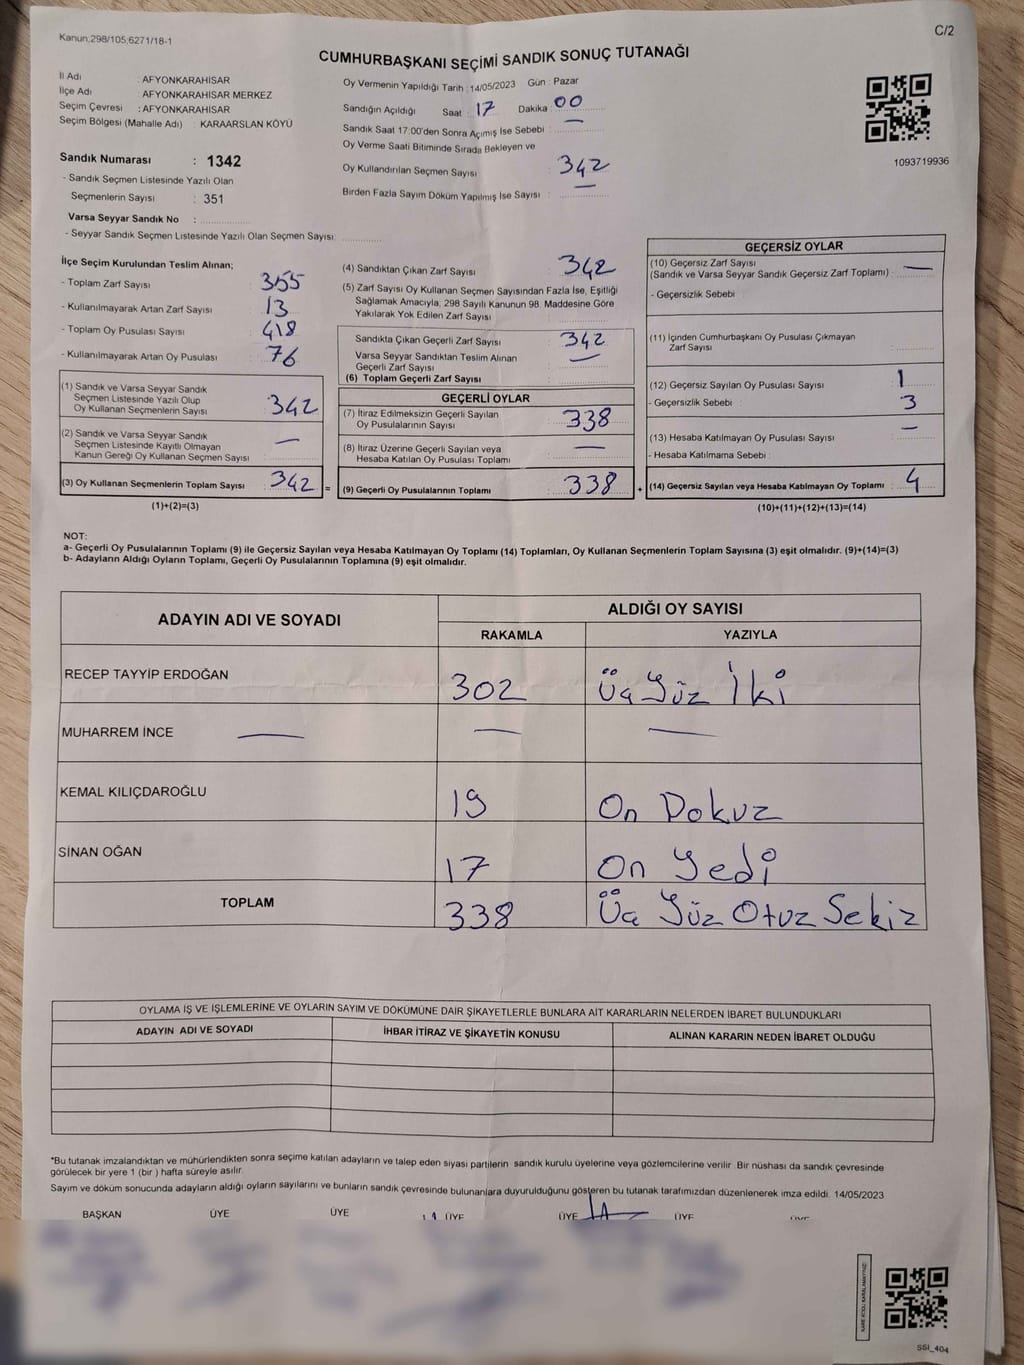 Kanun;298/105;6271/18-1
C/2
CUMHURBAŞKANI SEÇİMİ SANDIK SONUÇ TUTANAĞI
İl Adı : AFYONKARAHİSAR
İlçe Adı : AFYONKARAHİSAR MERKEZ
Seçim Çevresi : AFYONKARAHİSAR
Seçim Bölgesi (Mahalle Adı) : KARAARSLAN KÖYÜ
Sandık Numarası : 1342
- Sandık Seçmen Listesinde Yazılı Olan
Seçmenlerin Sayısı : 351
Varsa Seyyar Sandık No :
- Seyyar Sandık Seçmen Listesinde Yazılı Olan Seçmen Sayısı:
Oy Vermenin Yapıldığı Tarih : 14/05/2023 Gün : Pazar
Sandığın Açıldığı Saat : 17 Dakika : 00
Sandık Saat 17:00'den Sonra Açımış İse Sebebi : —
Oy Verme Saati Bitiminde Sırada Bekleyen ve
Oy Kullandırılan Seçmen Sayısı : 342
Birden Fazla Sayım Döküm Yapılmış İse Sayısı : —
1093719936
İlçe Seçim Kurulundan Teslim Alınan;
- Toplam Zarf Sayısı : 355
- Kullanılmayarak Artan Zarf Sayısı : 13
- Toplam Oy Pusulası Sayısı : 418
- Kullanılmayarak Artan Oy Pusulası : 76
(1) Sandık ve Varsa Seyyar Sandık
Seçmen Listesinde Yazılı Olup
Oy Kullanan Seçmenlerin Sayısı : 342
(2) Sandık ve Varsa Seyyar Sandık
Seçmen Listesinde Kayıtlı Olmayan
Kanun Gereği Oy Kullanan Seçmen Sayısı : —
(3) Oy Kullanan Seçmenlerin Toplam Sayısı : 342 =
(1)+(2)=(3)
(4) Sandıktan Çıkan Zarf Sayısı : 342
(5) Zarf Sayısı Oy Kullanan Seçmen Sayısından Fazla İse, Eşitliği
Sağlamak Amacıyla, 298 Sayılı Kanunun 98. Maddesine Göre
Yakılarak Yok Edilen Zarf Sayısı :
Sandıkta Çıkan Geçerli Zarf Sayısı : 342
Varsa Seyyar Sandıktan Teslim Alınan
Geçerli Zarf Sayısı : —
(6) Toplam Geçerli Zarf Sayısı :
GEÇERLİ OYLAR
(7) İtiraz Edilmeksizin Geçerli Sayılan
Oy Pusulalarının Sayısı : 338
(8) İtiraz Üzerine Geçerli Sayılan veya
Hesaba Katılan Oy Pusulası Toplamı : —
(9) Geçerli Oy Pusulalarının Toplamı : 338 +
GEÇERSİZ OYLAR
(10) Geçersiz Zarf Sayısı
(Sandık ve Varsa Seyyar Sandık Geçersiz Zarf Toplamı) : —
- Geçersizlik Sebebi :
(11) İçinden Cumhurbaşkanı Oy Pusulası Çıkmayan
Zarf Sayısı :
(12) Geçersiz Sayılan Oy Pusulası Sayısı : 1
- Geçersizlik Sebebi : 3
(13) Hesaba Katılmayan Oy Pusulası Sayısı : —
- Hesaba Katılmama Sebebi :
(14) Geçersiz Sayılan veya Hesaba Katılmayan Oy Toplamı : 4
(10)+(11)+(12)+(13)=(14)
NOT:
a- Geçerli Oy Pusulalarının Toplamı (9) ile Geçersiz Sayılan veya Hesaba Katılmayan Oy Toplamı (14) Toplamları, Oy Kullanan Seçmenlerin Toplam Sayısına (3) eşit olmalıdır. (9)+(14)=(3)
b- Adayların Aldığı Oyların Toplamı, Geçerli Oy Pusulalarının Toplamına (9) eşit olmalıdır.
ADAYIN ADI VE SOYADI ALDIĞI OY SAYISI
RAKAMLA YAZIYLA
RECEP TAYYİP ERDOĞAN 302 Üç Yüz İki
MUHARREM İNCE — — —
KEMAL KILIÇDAROĞLU 19 On Dokuz
SİNAN OĞAN 17 On Yedi
TOPLAM 338 Üç Yüz Otuz Sekiz
OYLAMA İŞ VE İŞLEMLERİNE VE OYLARIN SAYIM VE DÖKÜMÜNE DAİR ŞİKAYETLERLE BUNLARA AİT KARARLARIN NELERDEN İBARET BULUNDUKLARI
ADAYIN ADI VE SOYADI İHBAR İTİRAZ VE ŞİKAYETİN KONUSU ALINAN KARARIN NEDEN İBARET OLDUĞU
*Bu tutanak imzalandıktan ve mühürlendikten sonra seçime katılan adayların ve talep eden siyasi partilerin sandık kurulu üyelerine veya gözlemcilerine verilir. Bir nüshası da sandık çevresinde
görülecek bir yere 1 (bir ) hafta süreyle asılır.
Sayım ve döküm sonucunda adayların aldığı oyların sayılarını ve bunların sandık çevresinde bulunanlara duyurulduğunu gösteren bu tutanak tarafımızdan düzenlenerek imza edildi. 14/05/2023
BAŞKAN ÜYE ÜYE ÜYE ÜYE ÜYE ÜYE
KARE KODU KARALAMAYINIZ!
SSI_404